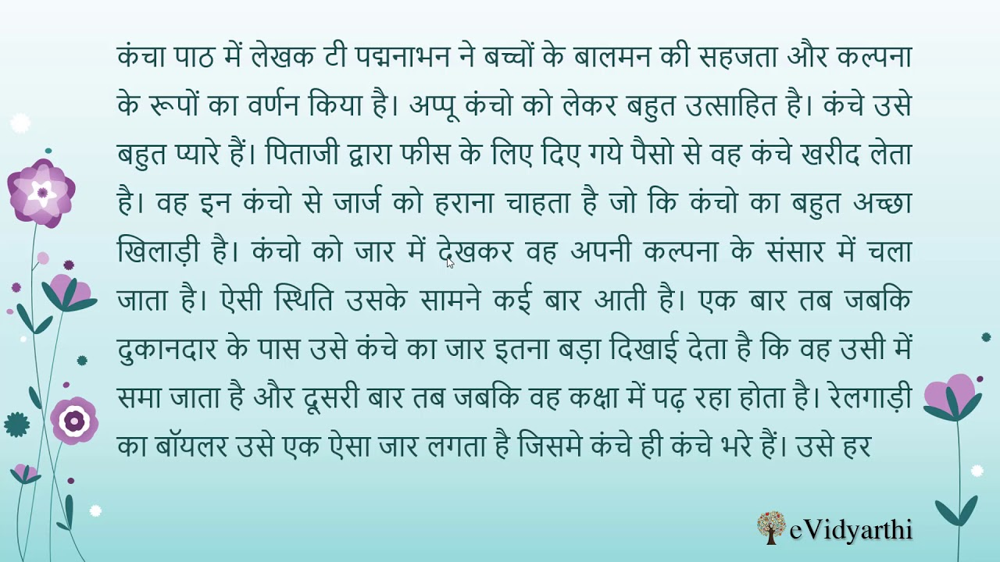 कंचा पाठ में लेखक टी पद्मनाभन ने बच्चों के बालमन की सहजता और कल्पना
के रूपों का वर्णन किया है। अप्पू कंचो को लेकर बहुत उत्साहित है। कंचे उसे
बहुत प्यारे हैं। पिताजी द्वारा फीस के लिए दिए गये पैसो से वह कंचे खरीद लेता
है। वह इन कंचो से जार्ज को हराना चाहता है जो कि कंचो का बहुत अच्छा
खिलाड़ी है। कंचो को जार में देखकर वह अपनी कल्पना के संसार में चला
जाता है। ऐसी स्थिति उसके सामने कई बार आती है। एक बार तब जबकि
दुकानदार के पास उसे कंचे का जार इतना बड़ा दिखाई देता है कि वह उसी में
समा जाता है और दूसरी बार तब जबकि वह कक्षा में पढ़ रहा होता है। रेलगाड़ी
का बॉयलर उसे एक ऐसा जार लगता है जिसमे कंचे ही कंचे भरे हैं। उसे हर
eVidyarthi